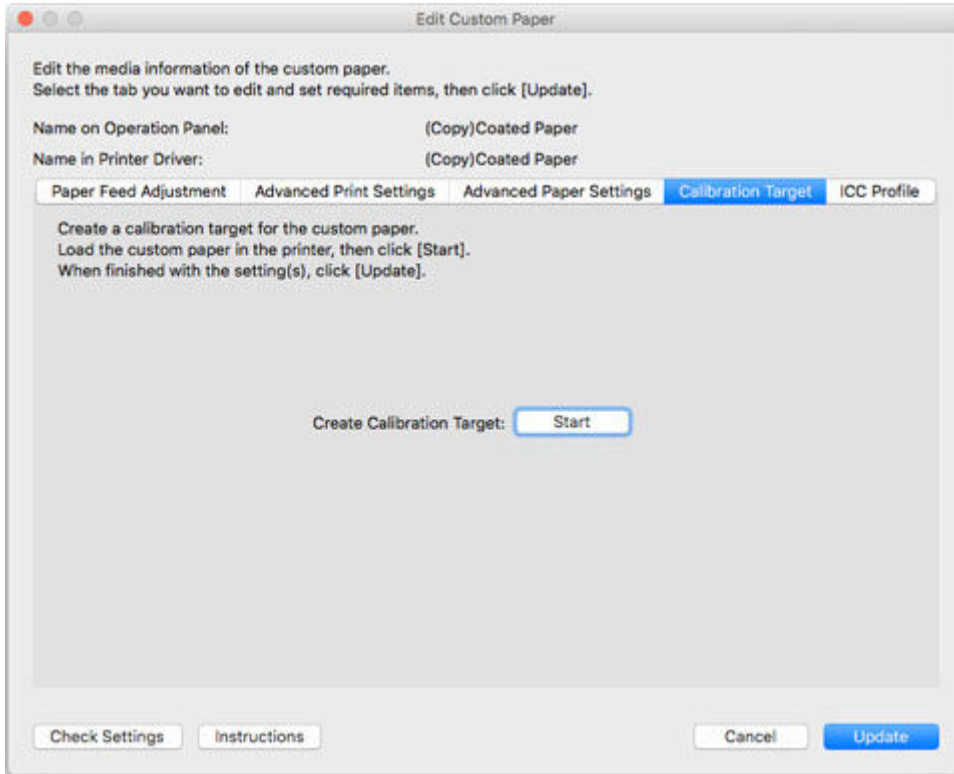 Edit Custom Paper
Edit the media information of the custom paper.
Select the tab you want to edit and set required items, then click [Update].
Name on Operation Panel: (Copy)Coated Paper
Name in Printer Driver: (Copy)Coated Paper
Paper Feed Adjustment Advanced Print Settings Advanced Paper Settings Calibration Target ICC Profile
Create a calibration target for the custom paper.
Load the custom paper in the printer, then click [Start].
When finished with the setting(s), click [Update].
Create Calibration Target: Start
Check Settings Instructions Cancel Update